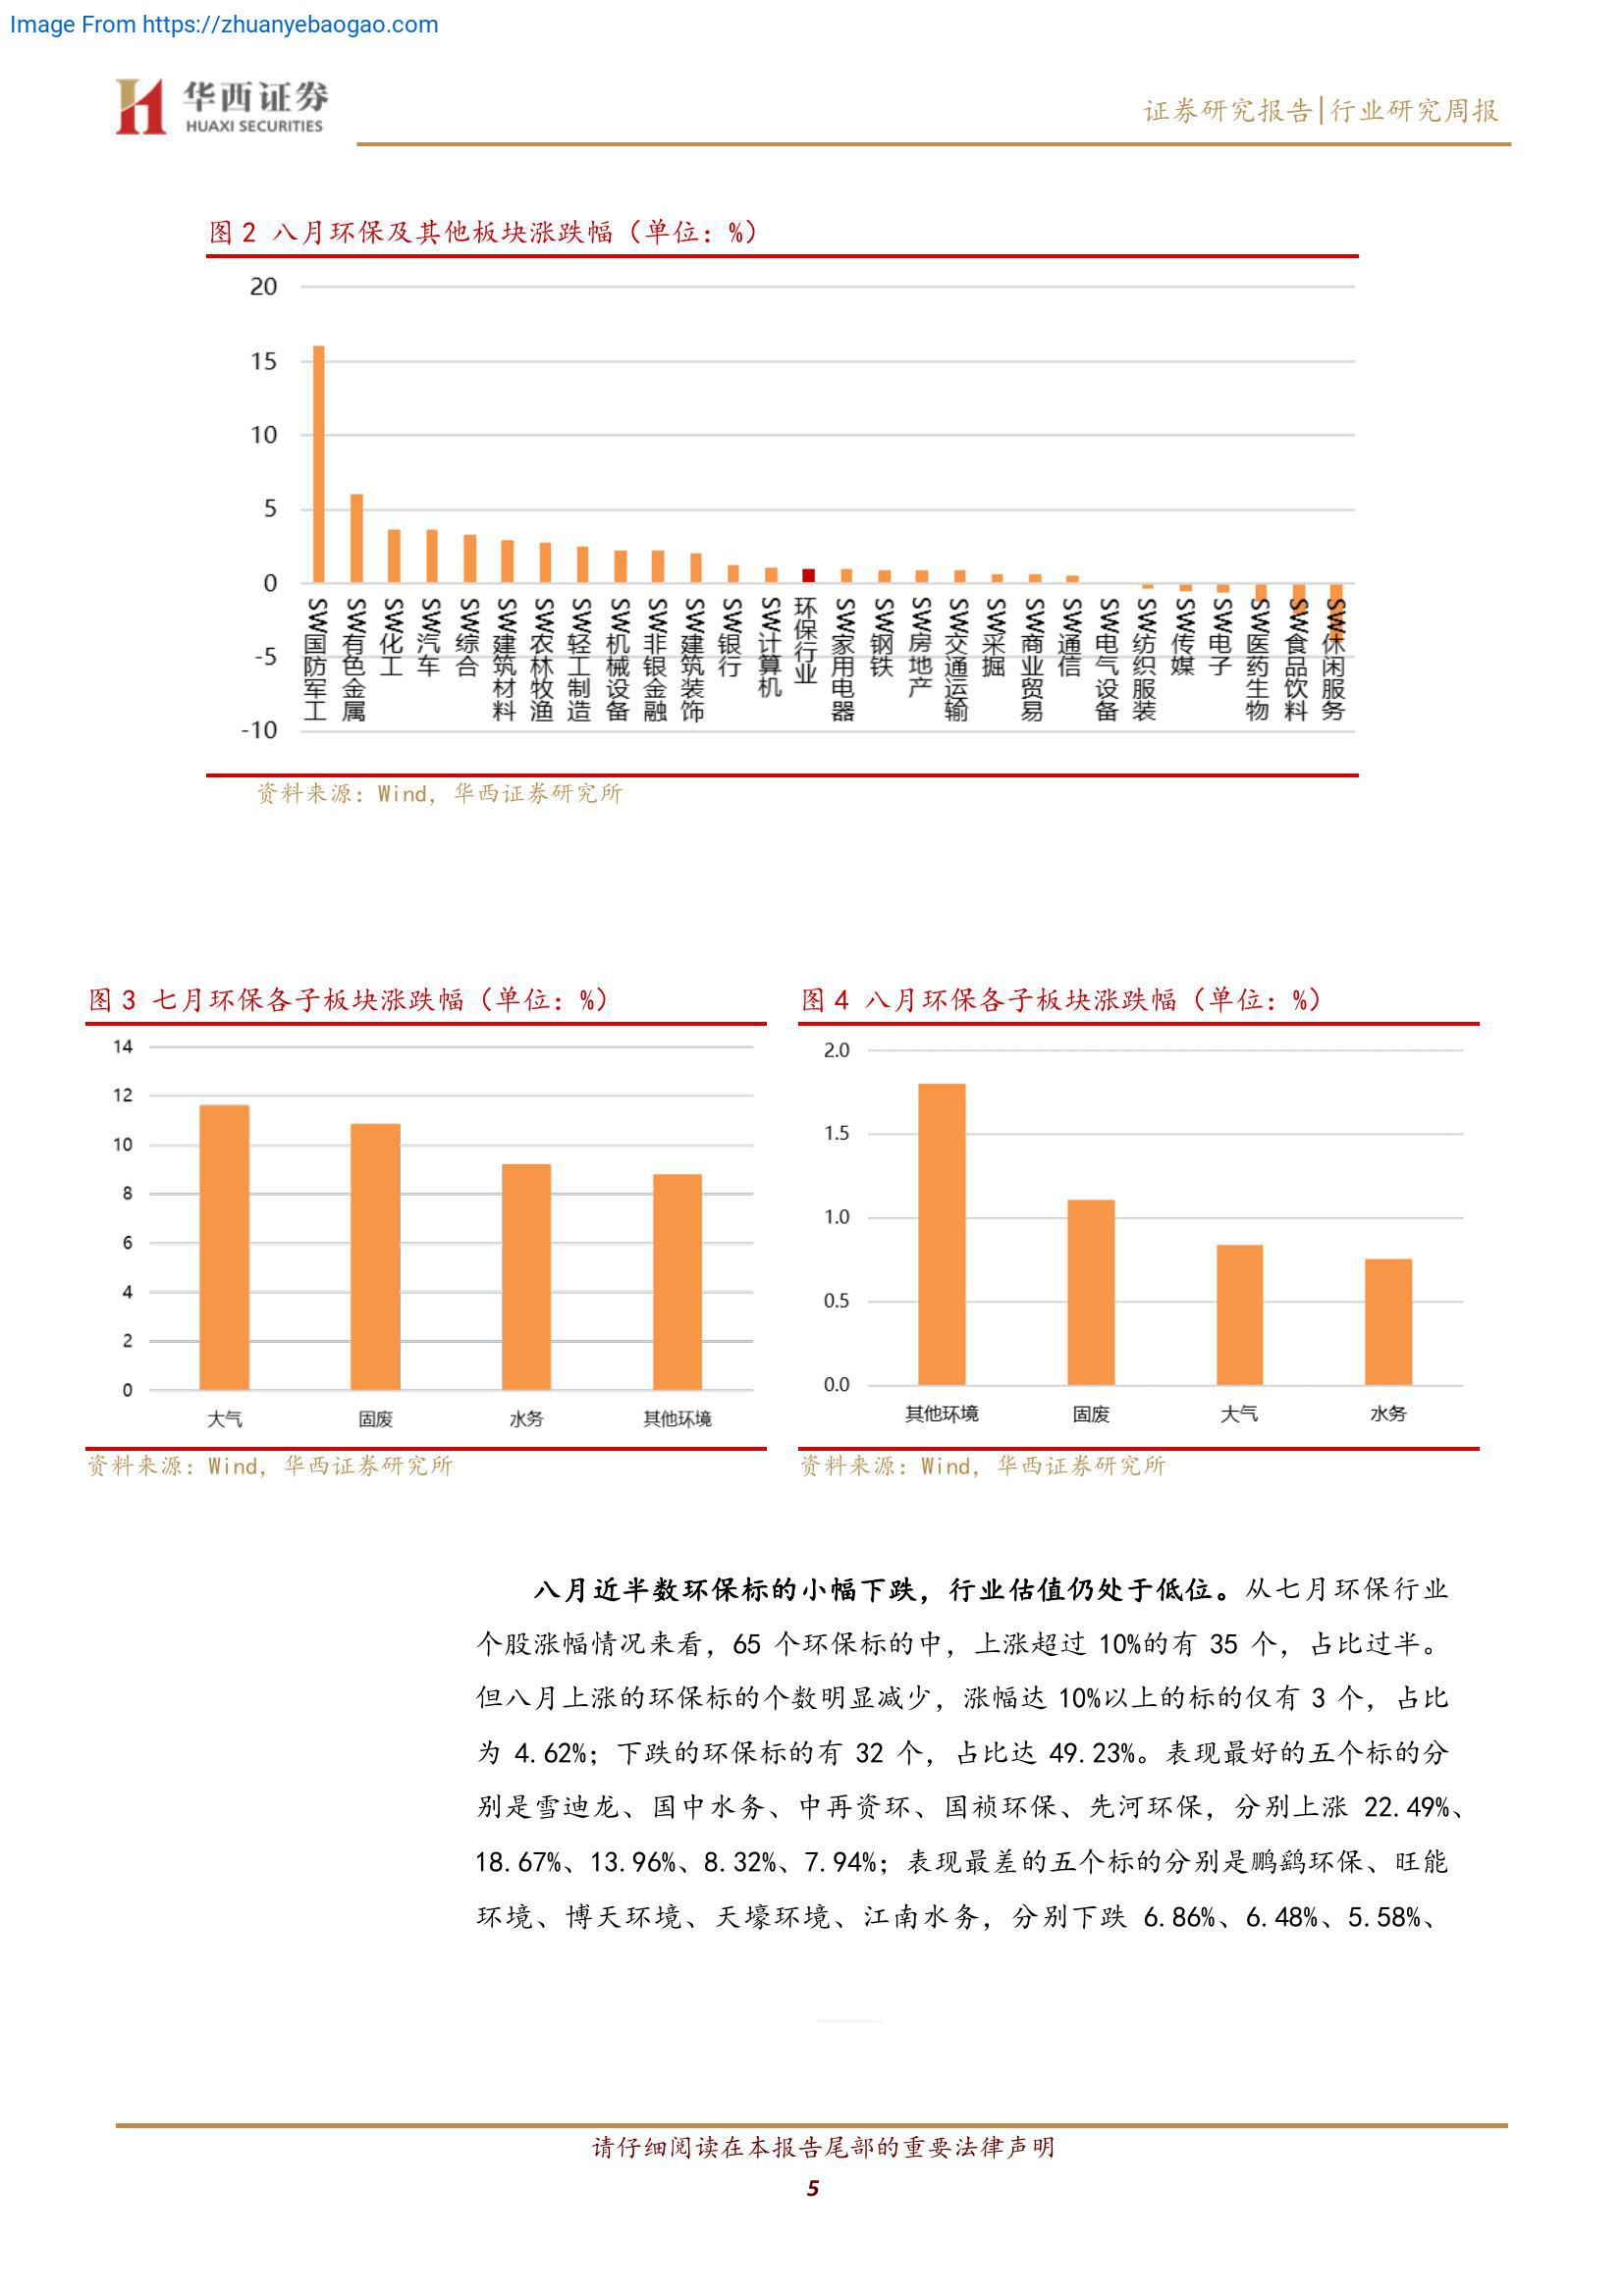 Image From https://zhuanyebaogao.com
华西证券
HUAXI SECURITIES
证券研究报告|行业研究周报
图 2 八月环保及其他板块涨跌幅（单位：%）
20
15
10
5
0
-5
-10
SW国防军工
SW有色金属
SW化工
SW汽车
SW综合
SW建筑材料
SW农林牧渔
SW轻工制造
SW机械设备
SW非银金融
SW建筑装饰
SW银行
SW计算机
环保行业
SW家用电器
SW钢铁
SW房地产
SW交通运输
SW采掘
SW商业贸易
SW通信
SW电气设备
SW纺织服装
SW传媒
SW电子
SW医药生物
SW食品饮料
SW休闲服务
资料来源：Wind, 华西证券研究所
图 3 七月环保各子板块涨跌幅（单位：%）
14
12
10
8
6
4
2
0
大气 固废 水务 其他环境
资料来源：Wind, 华西证券研究所
图 4 八月环保各子板块涨跌幅（单位：%）
2.0
1.5
1.0
0.5
0.0
其他环境 固废 大气 水务
资料来源：Wind, 华西证券研究所
八月近半数环保标的小幅下跌，行业估值仍处于低位。从七月环保行业
个股涨幅情况来看，65 个环保标的中，上涨超过 10%的有 35 个，占比过半。
但八月上涨的环保标的个数明显减少，涨幅达 10%以上的标的仅有 3 个，占比
为 4.62%；下跌的环保标的有 32 个，占比达 49.23%。表现最好的五个标的分
别是雪迪龙、国中水务、中再资环、国祯环保、先河环保，分别上涨 22.49%、
18.67%、13.96%、8.32%、7.94%；表现最差的五个标的分别是鹏鹞环保、旺能
环境、博天环境、天壕环境、江南水务，分别下跌 6.86%、6.48%、5.58%、
请仔细阅读在本报告尾部的重要法律声明
5